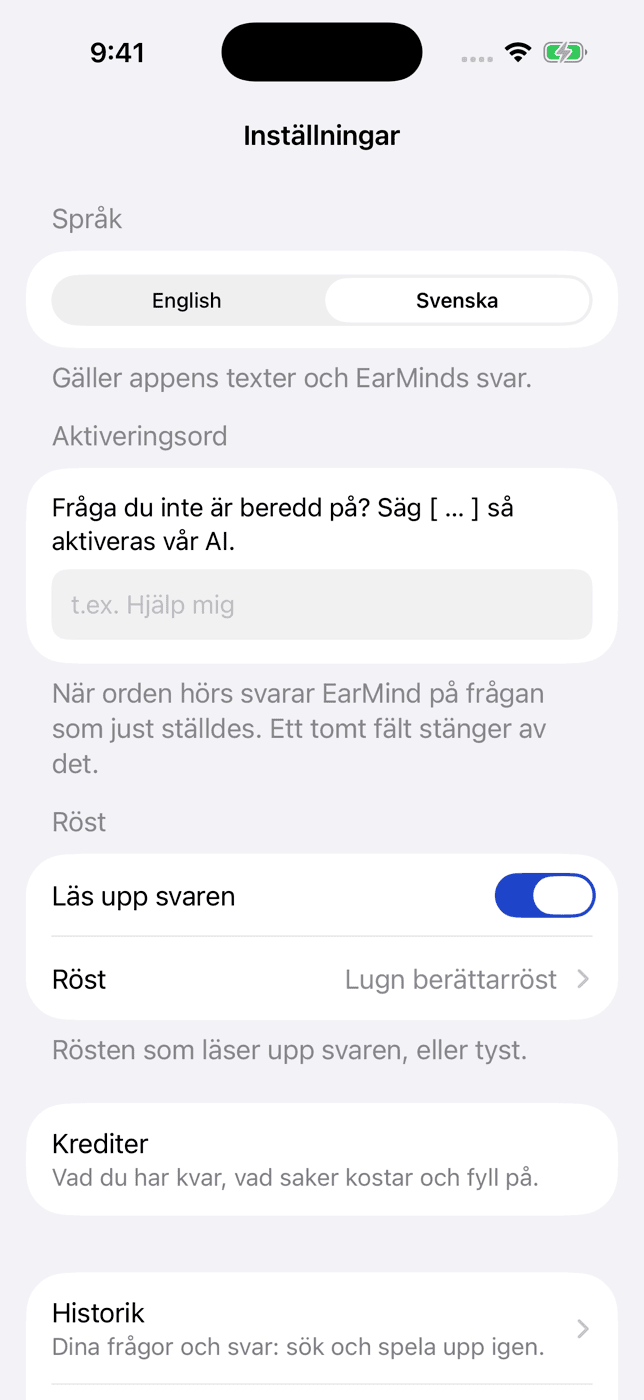 9:41
Inställningar
Språk
English
Svenska
Gäller appens texter och EarMinds svar.
Aktiveringsord
Fråga du inte är beredd på? Säg [ ... ] så
aktiveras vår AI.
t.ex. Hjälp mig
När orden hörs svarar EarMind på frågan
som just ställdes. Ett tomt fält stänger av
det.
Röst
Läs upp svaren
Röst
Lugn berättarröst
Rösten som läser upp svaren, eller tyst.
Krediter
Vad du har kvar, vad saker kostar och fyll på.
Historik
Dina frågor och svar: sök och spela upp igen.